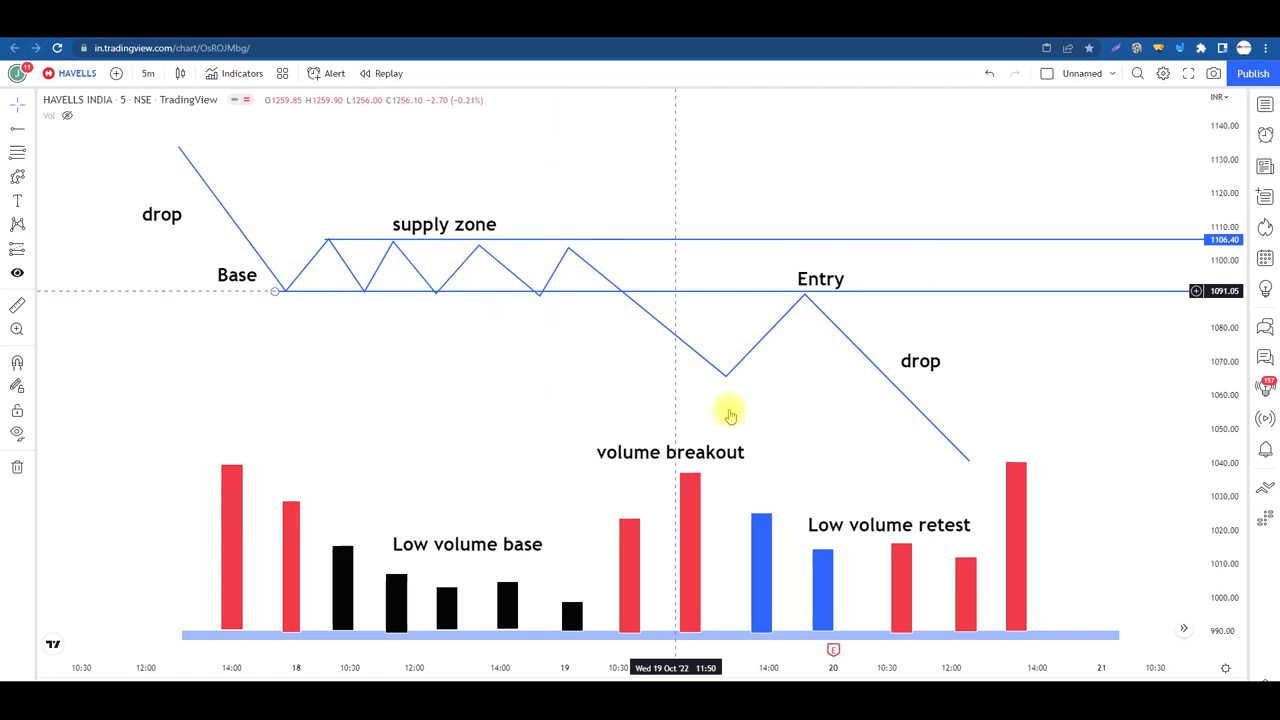 in.tradingview.com/chart/OsROJMbg/
11
HAVELLS
5m
Indicators
Alert
Replay
Unnamed
Publish
HAVELLS INDIA · 5 · NSE · TradingView
O1259.85 H1259.90 L1256.00 C1256.10 −2.70 (−0.21%)
INR
Vol
1140.00
1130.00
1120.00
1110.00
1106.40
1100.00
1091.05
1080.00
1070.00
1060.00
1050.00
1040.00
1030.00
1020.00
1010.00
1000.00
990.00
drop
supply zone
Base
Entry
drop
157
volume breakout
Low volume retest
Low volume base
E
10:30
12:00
14:00
18
10:30
12:00
14:00
19
10:30
Wed 19 Oct '22 11:50
14:00
20
10:30
12:00
14:00
21
10:30